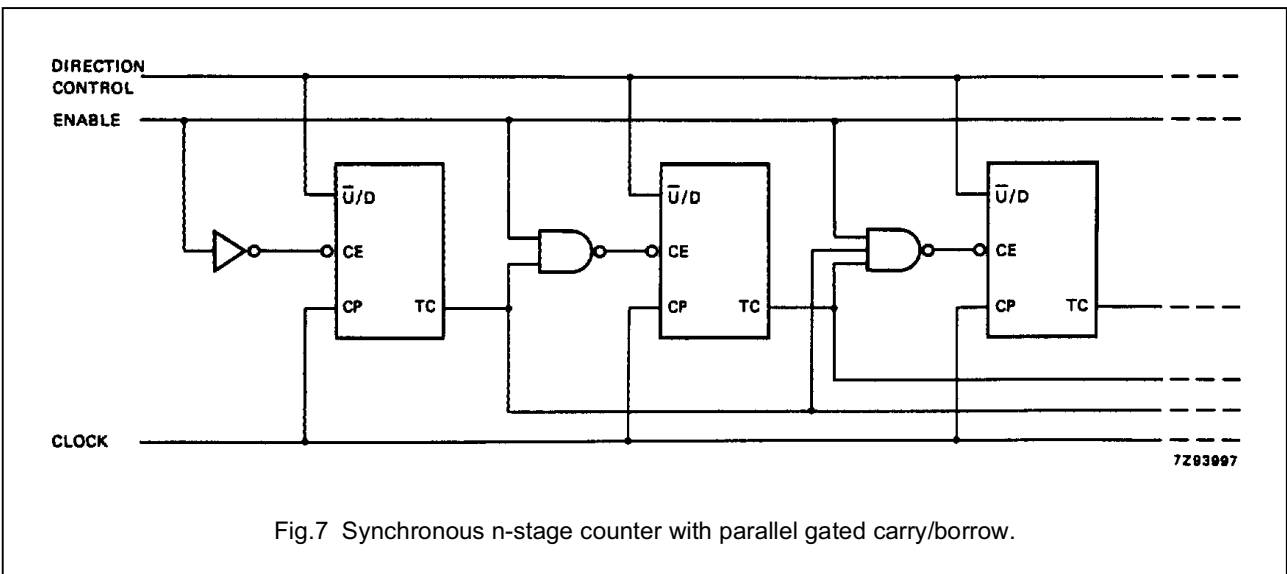 DIRECTION
CONTROL
ENABLE
U̅/D
U̅/D
U̅/D
CE
CE
CE
CP TC
CP TC
CP TC
CLOCK
7Z93997
Fig.7 Synchronous n-stage counter with parallel gated carry/borrow.